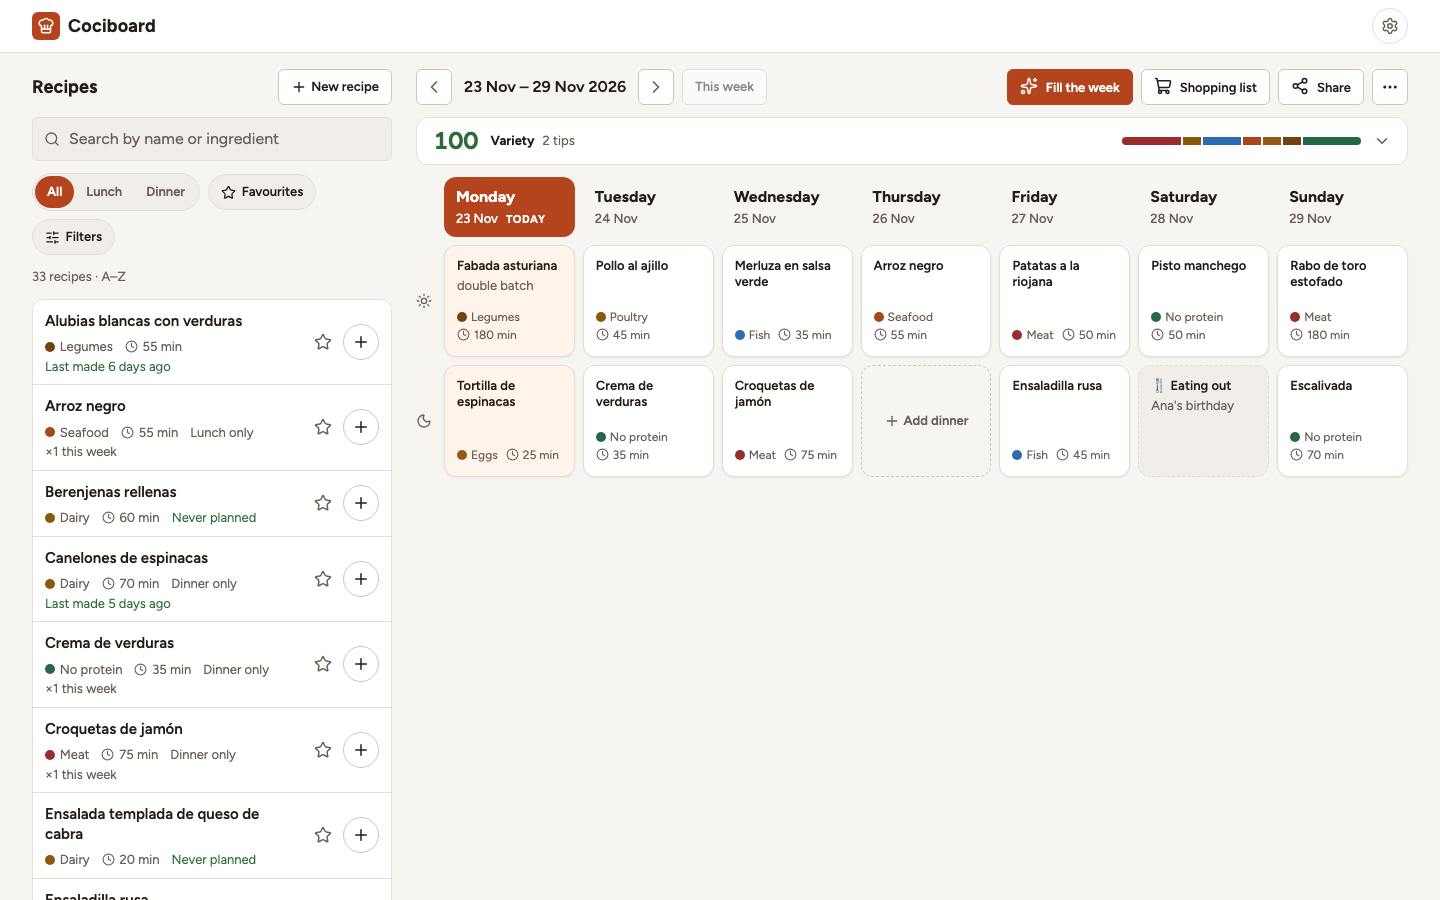 Cociboard
Recipes
New recipe
Search by name or ingredient
All
Lunch
Dinner
Favourites
Filters
33 recipes · A–Z
Alubias blancas con verduras
Legumes 55 min
Last made 6 days ago
Arroz negro
Seafood 55 min Lunch only
×1 this week
Berenjenas rellenas
Dairy 60 min Never planned
Canelones de espinacas
Dairy 70 min Dinner only
Last made 5 days ago
Crema de verduras
No protein 35 min Dinner only
×1 this week
Croquetas de jamón
Meat 75 min Dinner only
×1 this week
Ensalada templada de queso de
cabra
Dairy 20 min Never planned
Ensaladilla rusa
23 Nov – 29 Nov 2026
This week
Fill the week
Shopping list
Share
100 Variety 2 tips
Monday
23 Nov TODAY
Tuesday
24 Nov
Wednesday
25 Nov
Thursday
26 Nov
Friday
27 Nov
Saturday
28 Nov
Sunday
29 Nov
Fabada asturiana
double batch
Legumes
180 min
Pollo al ajillo
Poultry
45 min
Merluza en salsa
verde
Fish 35 min
Arroz negro
Seafood
55 min
Patatas a la
riojana
Meat 50 min
Pisto manchego
No protein
50 min
Rabo de toro
estofado
Meat
180 min
Tortilla de
espinacas
Eggs 25 min
Crema de
verduras
No protein
35 min
Croquetas de
jamón
Meat 75 min
Add dinner
Ensaladilla rusa
Fish 45 min
Eating out
Ana's birthday
Escalivada
No protein
70 min